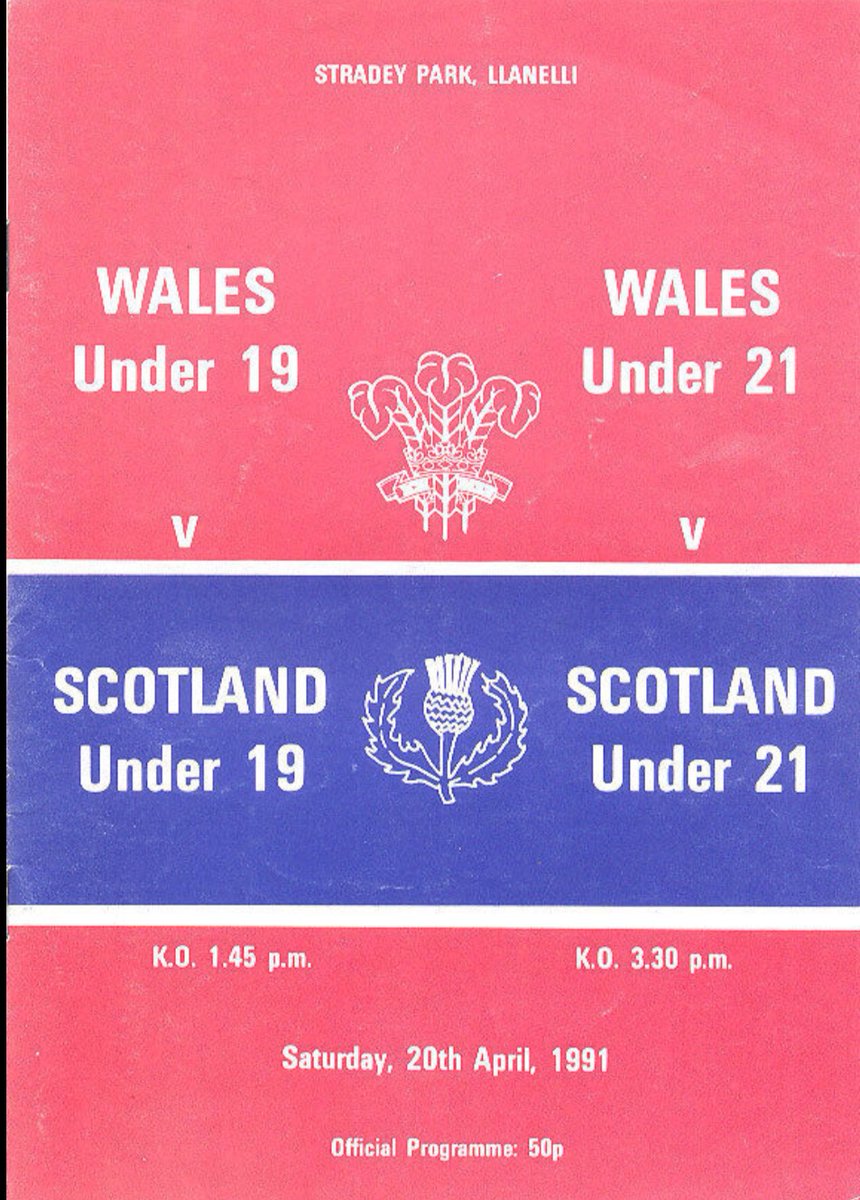 STRADEY PARK, LLANELLI
WALES
Under 19
v
SCOTLAND
Under 19
K.O. 1.45 p.m.
WALES
Under 21
v
SCOTLAND
Under 21
K.O. 3.30 p.m.
Saturday, 20th April, 1991
Official Programme: 50p